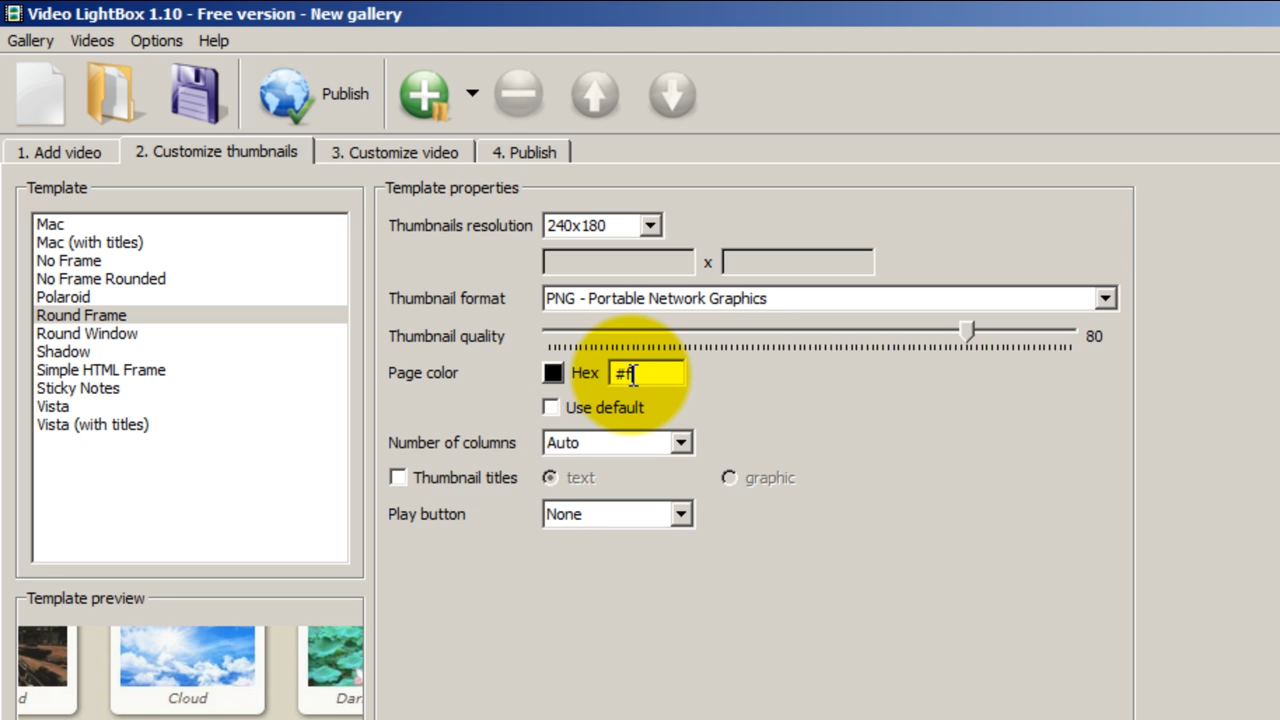 Video LightBox 1.10 - Free version - New gallery
Gallery Videos Options Help
Publish
1. Add video 2. Customize thumbnails 3. Customize video 4. Publish
Template
Mac
Mac (with titles)
No Frame
No Frame Rounded
Polaroid
Round Frame
Round Window
Shadow
Simple HTML Frame
Sticky Notes
Vista
Vista (with titles)
Template properties
Thumbnails resolution 240x180
x
Thumbnail format PNG - Portable Network Graphics
Thumbnail quality 80
Page color Hex #f
Use default
Number of columns Auto
Thumbnail titles text graphic
Play button None
Template preview
d Cloud Dar